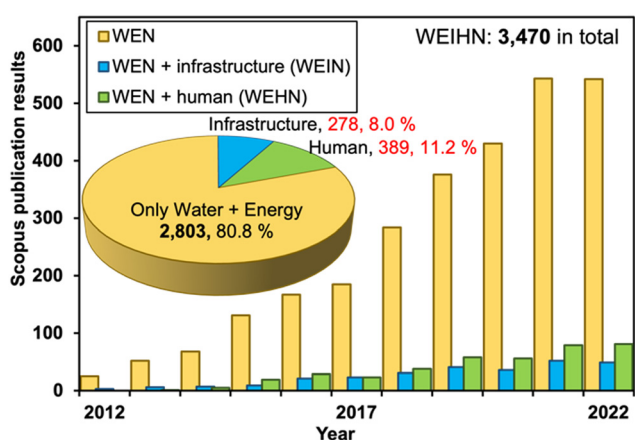 Scopus publication results
600
500
400
300
200
100
0
WEN
WEN + infrastructure (WEIN)
WEN + human (WEHN)
WEIHN: 3,470 in total
Infrastructure, 278, 8.0 %
Human, 389, 11.2 %
Only Water + Energy
2,803, 80.8 %
2012 2017 2022
Year